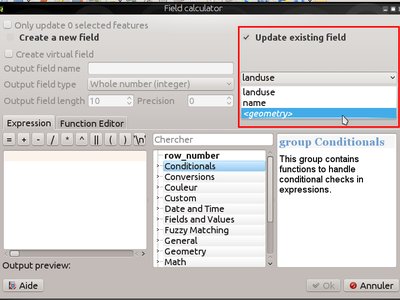 Field calculator
Only update 0 selected features
Create a new field
Update existing field
Create virtual field
Output field name
Output field type Whole number (integer)
Output field length 10 Precision 0
landuse
landuse
name
<geometry>
Expression Function Editor
= + - / * ^ || ( ) '\n'
Chercher
row_number
Conditionals
Conversions
Couleur
Custom
Date and Time
Fields and Values
Fuzzy Matching
General
Geometry
Math
group Conditionals
This group contains
functions to handle
conditional checks in
expressions.
Output preview:
Aide
Ok
Annuler